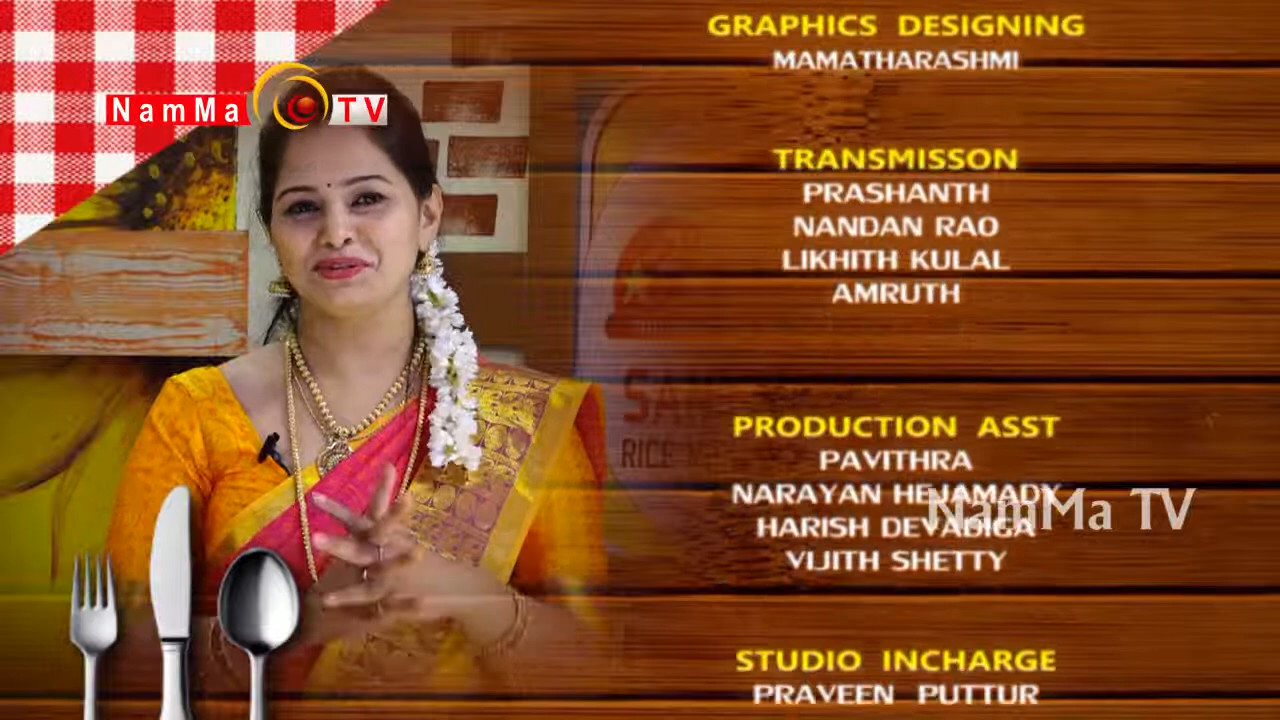 NamMa TV
GRAPHICS DESIGNING
MAMATHARASHMI
TRANSMISSON
PRASHANTH
NANDAN RAO
LIKHITH KULAL
AMRUTH
PRODUCTION ASST
PAVITHRA
NARAYAN HEJAMADY
HARISH DEVADIGA
VIJITH SHETTY
NamMa TV
STUDIO INCHARGE
PRAVEEN PUTTUR
RICE